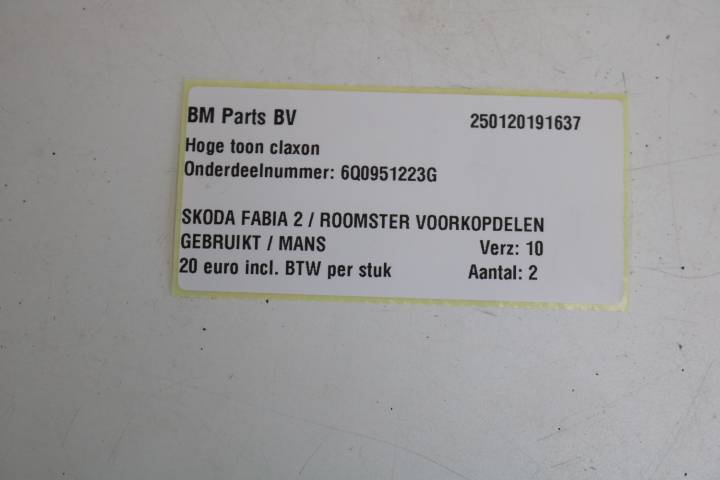 BM Parts BV 250120191637
Hoge toon claxon
Onderdeelnummer: 6Q0951223G
SKODA FABIA 2 / ROOMSTER VOORKOPDELEN
GEBRUIKT / MANS Verz: 10
20 euro incl. BTW per stuk Aantal: 2